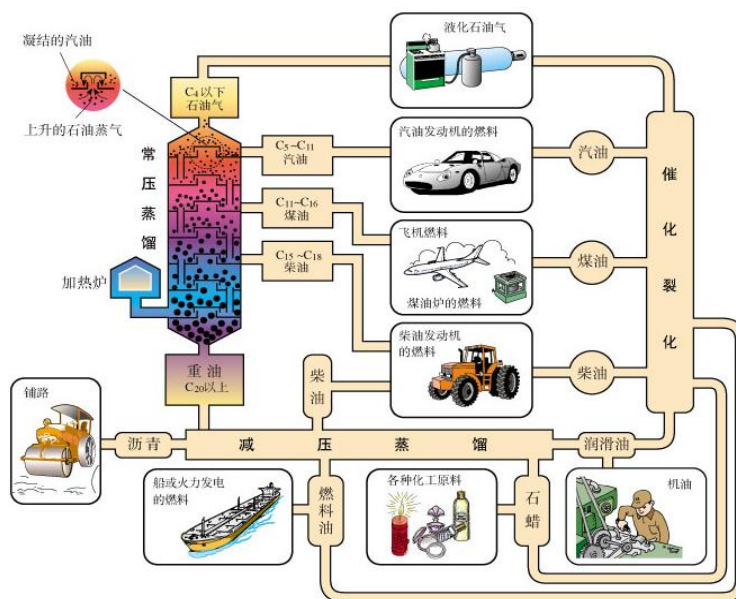 凝结的汽油
上升的石油蒸气
C4以下
石油气
液化石油气
常压蒸馏
C5~C11
汽油
汽油发动机的燃料
汽油
催化裂化
C11~C16
煤油
飞机燃料
煤油炉的燃料
煤油
加热炉
C15~C18
柴油
柴油发动机
的燃料
柴油
重油
C20以上
柴油
铺路
沥青
减压蒸馏
润滑油
船或火力发电
的燃料
燃料油
各种化工原料
石蜡
机油